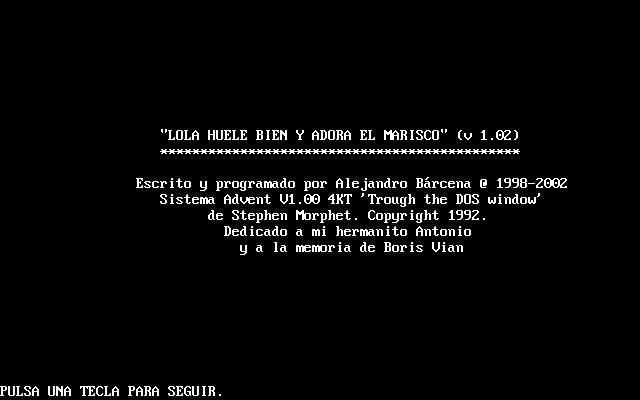 "LOLA HUELE BIEN Y ADORA EL MARISCO" (v 1.02)
*********************************************
Escrito y programado por Alejandro Bárcena @ 1998-2002
Sistema Advent V1.00 4KT 'Trough the DOS window'
de Stephen Morphet. Copyright 1992.
Dedicado a mi hermanito Antonio
y a la memoria de Boris Vian
PULSA UNA TECLA PARA SEGUIR.